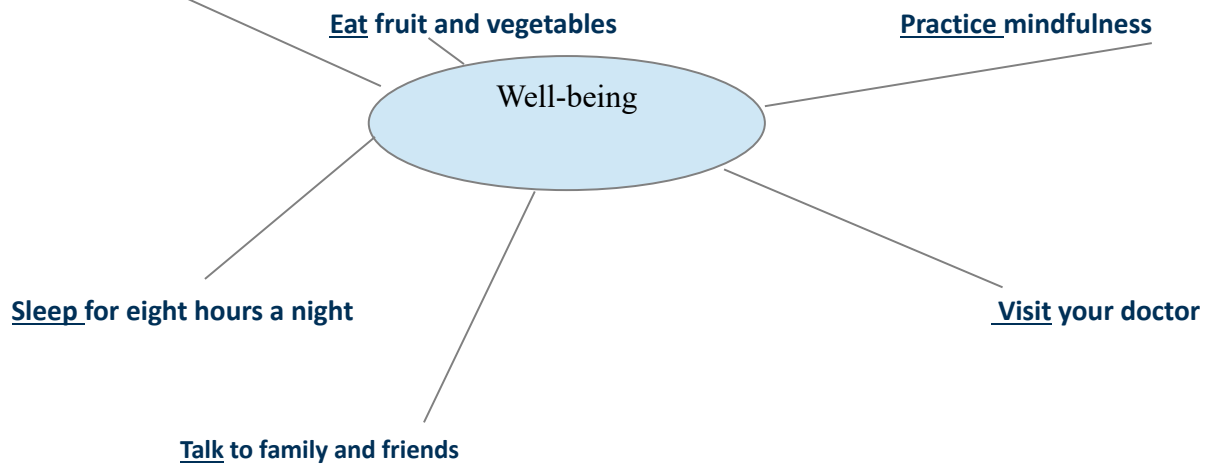 Eat fruit and vegetables
Practice mindfulness
Well-being
Sleep for eight hours a night
Visit your doctor
Talk to family and friends